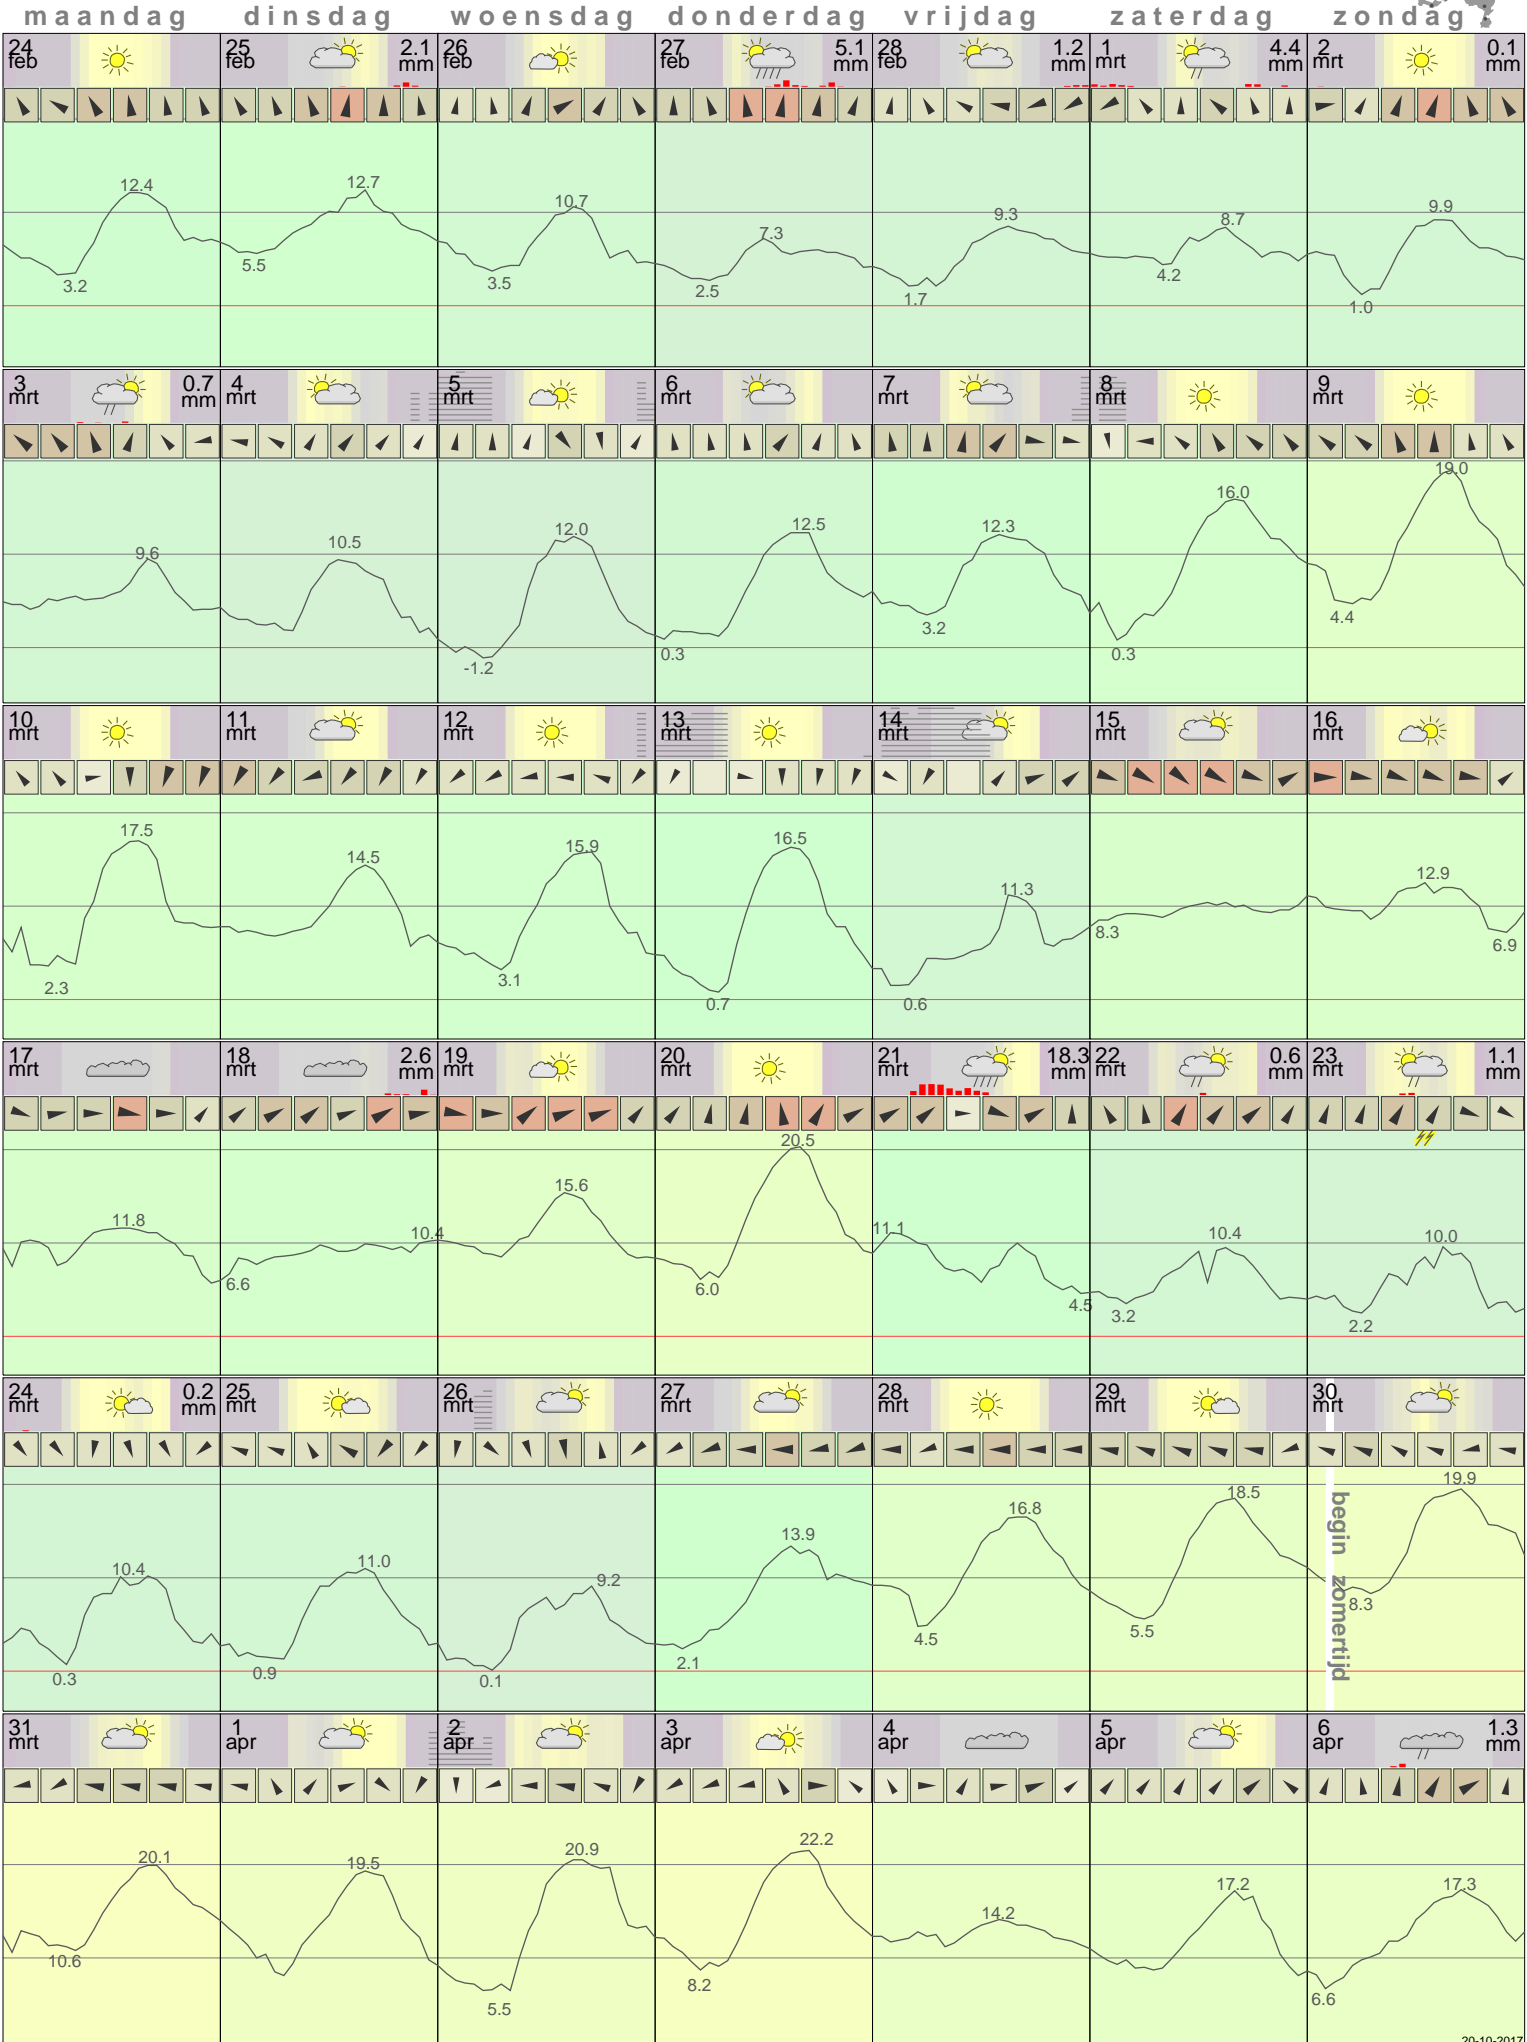 maandag dinsdag woensdag donderdag vrijdag zaterdag zondag
24 25 2.1 26 27 5.1 28 1.2 1 4.4 2 0.1
feb feb mm feb feb mm feb mm mrt mm mrt mm
12.4 12.7 10.7 7.3 9.3 8.7 9.9
3.2 5.5 3.5 2.5 1.7 4.2 1.0
3 0.7 4 5 6 7 8 9
mrt mm mrt mrt mrt mrt mrt mrt
9.6 10.5 12.0 12.5 12.3 16.0 19.0
-1.2 0.3 3.2 0.3 4.4
10 11 12 13 14 15 16
mrt mrt mrt mrt mrt mrt mrt
17.5 14.5 15.9 16.5 11.3 12.9
2.3 3.1 0.7 0.6 8.3 6.9
17 18 2.6 19 20 21 18.3 22 0.6 23 1.1
mrt mrt mm mrt mrt mrt mm mrt mm mrt mm
11.8 10.4 15.6 20.5 11.1 10.4 10.0
6.6 6.0 4.5 3.2 2.2
24 0.2 25 26 27 28 29 30
mrt mm mrt mrt mrt mrt mrt mrt
10.4 11.0 9.2 13.9 16.8 18.5 19.9
0.3 0.9 0.1 2.1 4.5 5.5 8.3
begin zomertijd
31 1 2 3 4 5 6 1.3
mrt apr apr apr apr apr apr mm
20.1 19.5 20.9 22.2 14.2 17.2 17.3
10.6 5.5 8.2 6.6
20-10-2017